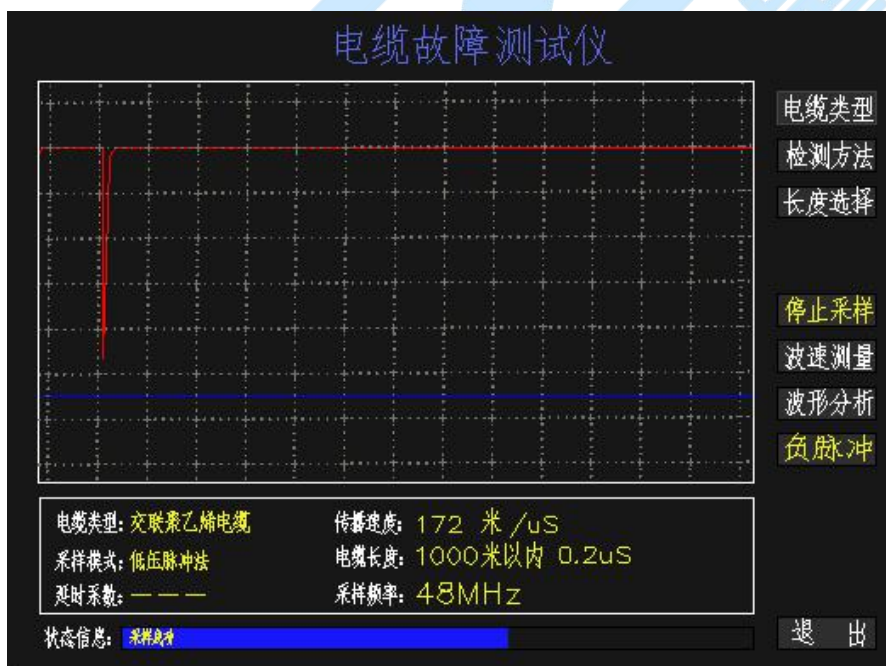 电缆故障测试仪
电缆类型
检测方法
长度选择
停止采样
波速测量
波形分析
负脉冲
电缆类型: 交联聚乙烯电缆
传播速度: 172 米/uS
采样模式: 低压脉冲法
电缆长度: 1000米以内 0.2uS
延时系数: — — —
采样频率: 48MHz
状态信息:
退 出